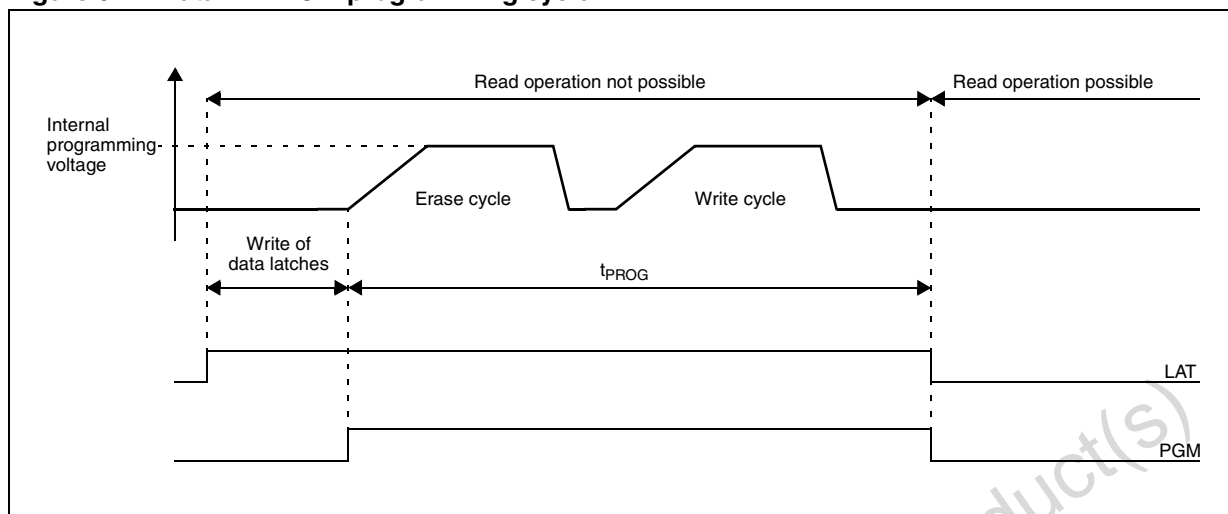 Read operation not possible
Read operation possible
Internal
programming
voltage
Erase cycle
Write cycle
Write of
data latches
tPROG
LAT
PGM